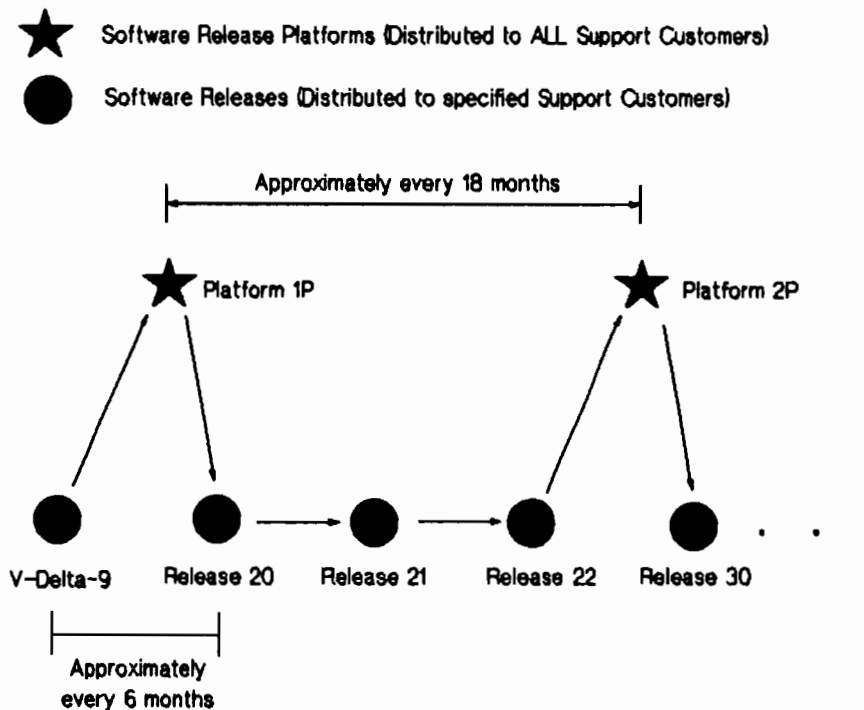 Software Release Platforms (Distributed to ALL Support Customers)
Software Releases (Distributed to specified Support Customers)
Approximately every 18 months
Platform 1P
Platform 2P
V-Delta-9
Release 20
Release 21
Release 22
Release 30
. .
Approximately
every 6 months